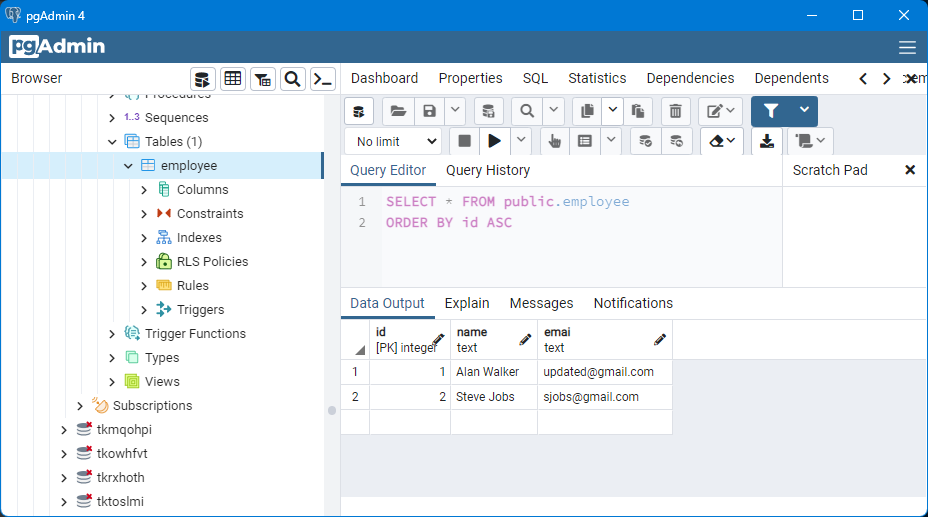 pgAdmin 4
pgAdmin
Browser
Dashboard Properties SQL Statistics Dependencies Dependents
Procedures
1..3 Sequences
Tables (1)
employee
Columns
Constraints
Indexes
RLS Policies
Rules
Triggers
Trigger Functions
Types
Views
Subscriptions
tkmqohpi
tkowhfvt
tkrxhoth
tktoslmi
No limit
Query Editor Query History
Scratch Pad
1 SELECT * FROM public.employee
2 ORDER BY id ASC
Data Output Explain Messages Notifications
id name emai
[PK] integer text text
1 1 Alan Walker updated@gmail.com
2 2 Steve Jobs sjobs@gmail.com